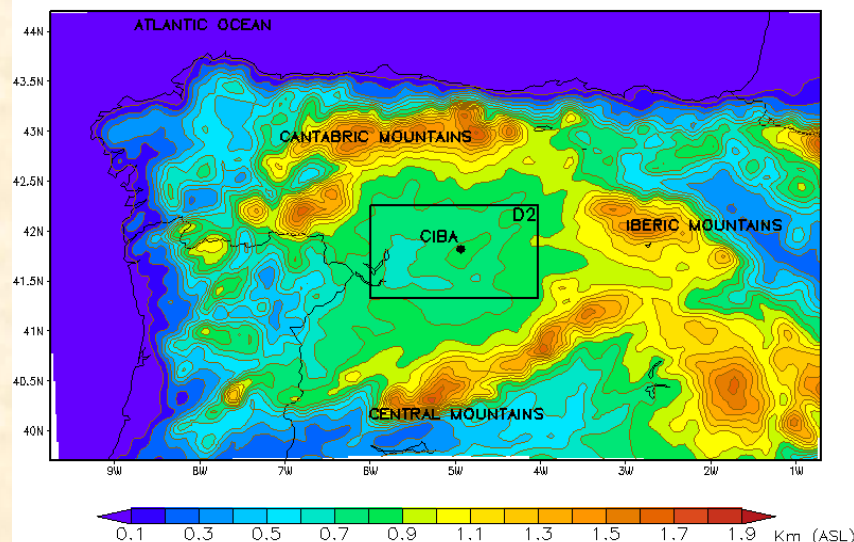 44N
ATLANTIC OCEAN
43.5N
43N
CANTABRIC MOUNTAINS
42.5N
42N
D2
CIBA
IBERIC MOUNTAINS
41.5N
41N
40.5N
CENTRAL MOUNTAINS
40N
9W 8W 7W 6W 5W 4W 3W 2W 1W
0.1 0.3 0.5 0.7 0.9 1.1 1.3 1.5 1.7 1.9 Km (ASL)